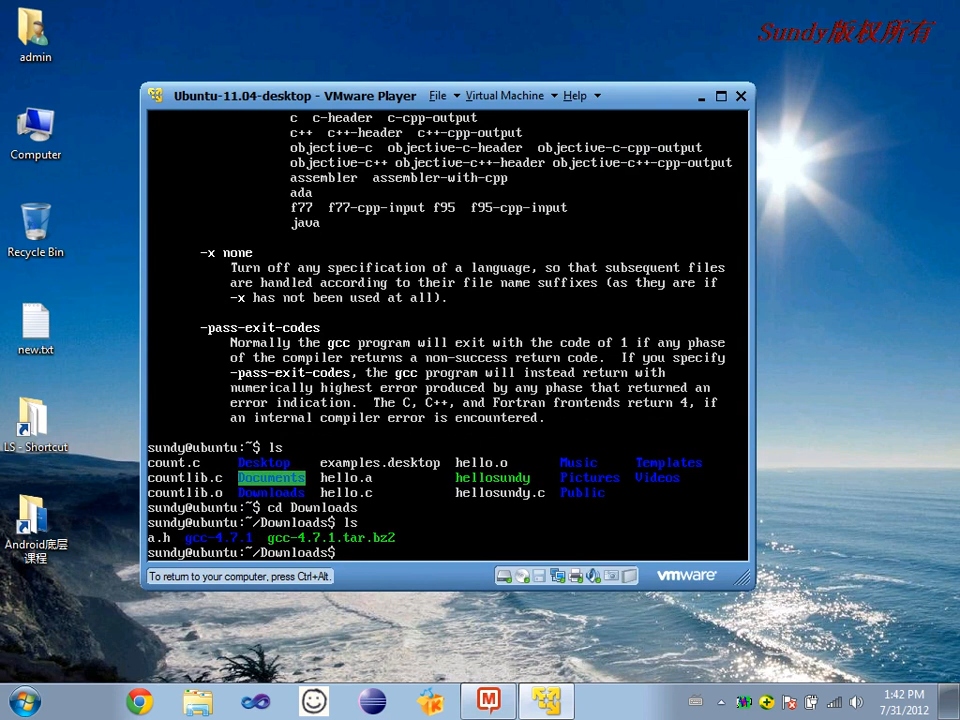 admin
Computer
Recycle Bin
new.txt
LS - Shortcut
Android底层
课程
Sundy版权所有
Ubuntu-11.04-desktop - VMware Player File Virtual Machine Help
c c-header c-cpp-output
c++ c++-header c++-cpp-output
objective-c objective-c-header objective-c-cpp-output
objective-c++ objective-c++-header objective-c++-cpp-output
assembler assembler-with-cpp
ada
f77 f77-cpp-input f95 f95-cpp-input
java
-x none
Turn off any specification of a language, so that subsequent files
are handled according to their file name suffixes (as they are if
-x has not been used at all).
-pass-exit-codes
Normally the gcc program will exit with the code of 1 if any phase
of the compiler returns a non-success return code. If you specify
-pass-exit-codes, the gcc program will instead return with
numerically highest error produced by any phase that returned an
error indication. The C, C++, and Fortran frontends return 4, if
an internal compiler error is encountered.
sundy@ubuntu:~$ ls
count.c Desktop examples.desktop hello.o Music Templates
countlib.c Documents hello.a hellosundy Pictures Videos
countlib.o Downloads hello.c hellosundy.c Public
sundy@ubuntu:~$ cd Downloads
sundy@ubuntu:~/Downloads$ ls
a.h gcc-4.7.1 gcc-4.7.1.tar.bz2
sundy@ubuntu:~/Downloads$
To return to your computer, press Ctrl+Alt.
vmware
1:42 PM
7/31/2012